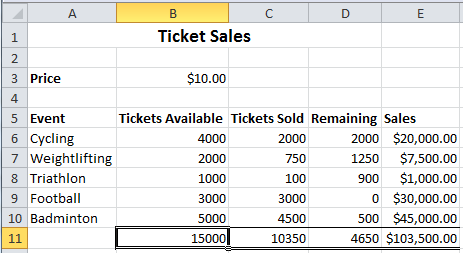 A B C D E
1 Ticket Sales
2
3 Price $10.00
4
5 Event Tickets Available Tickets Sold Remaining Sales
6 Cycling 4000 2000 2000 $20,000.00
7 Weightlifting 2000 750 1250 $7,500.00
8 Triathlon 1000 100 900 $1,000.00
9 Football 3000 3000 0 $30,000.00
10 Badminton 5000 4500 500 $45,000.00
11 15000 10350 4650 $103,500.00